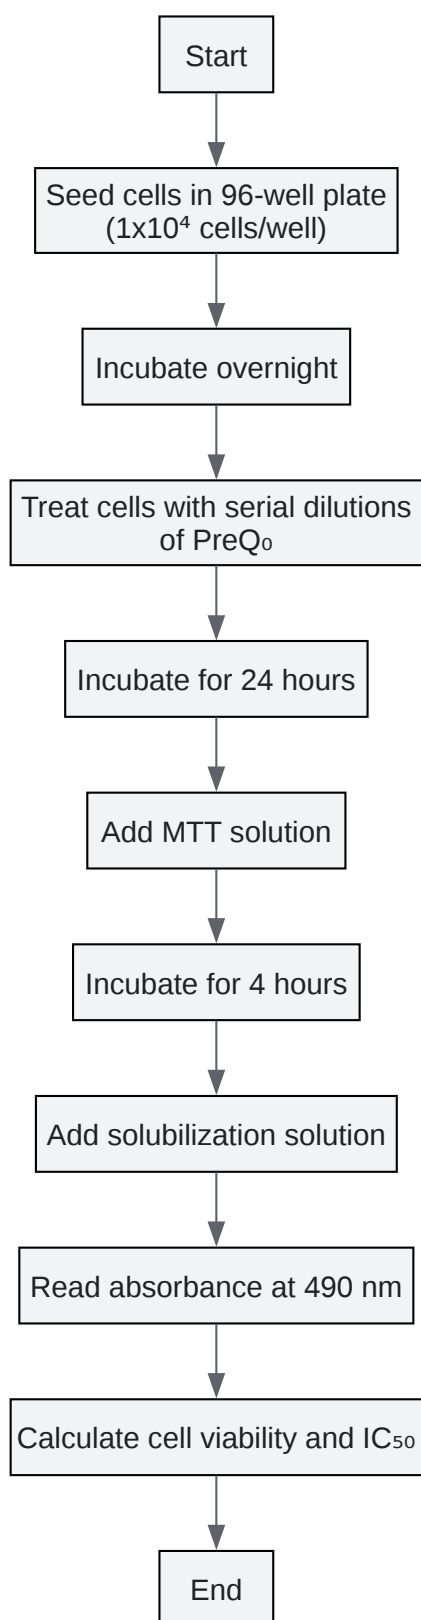 Start
Seed cells in 96-well plate
(1x10⁴ cells/well)
Incubate overnight
Treat cells with serial dilutions
of PreQ₀
Incubate for 24 hours
Add MTT solution
Incubate for 4 hours
Add solubilization solution
Read absorbance at 490 nm
Calculate cell viability and IC₅₀
End